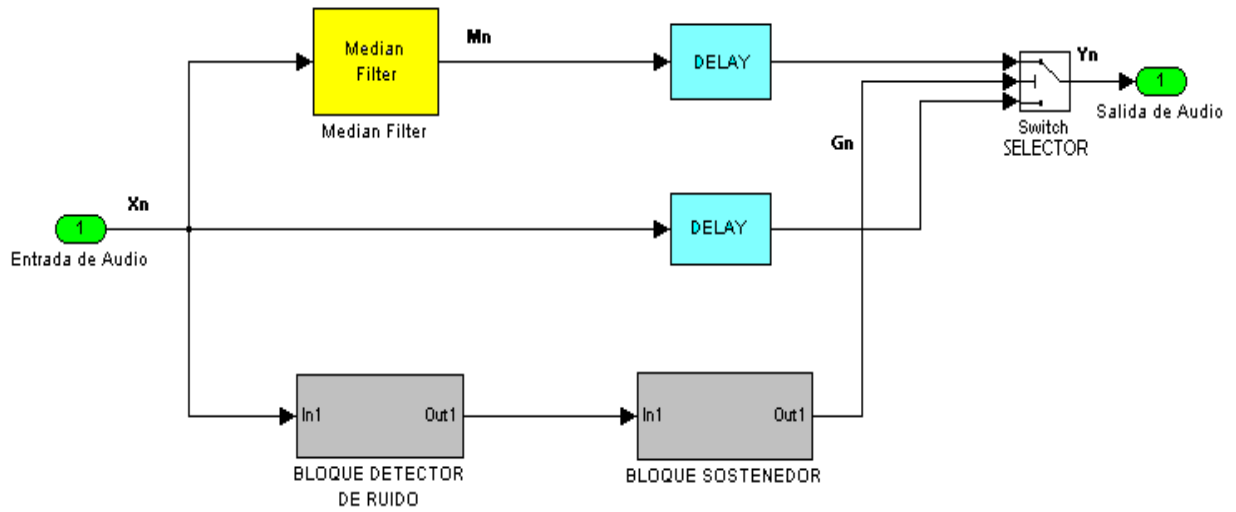 Median
Filter
Median Filter
Mn
DELAY
Yn
1
Salida de Audio
Switch
SELECTOR
Gn
Xn
1
Entrada de Audio
DELAY
In1
Out1
BLOQUE DETECTOR
DE RUIDO
In1
Out1
BLOQUE SOSTENEDOR